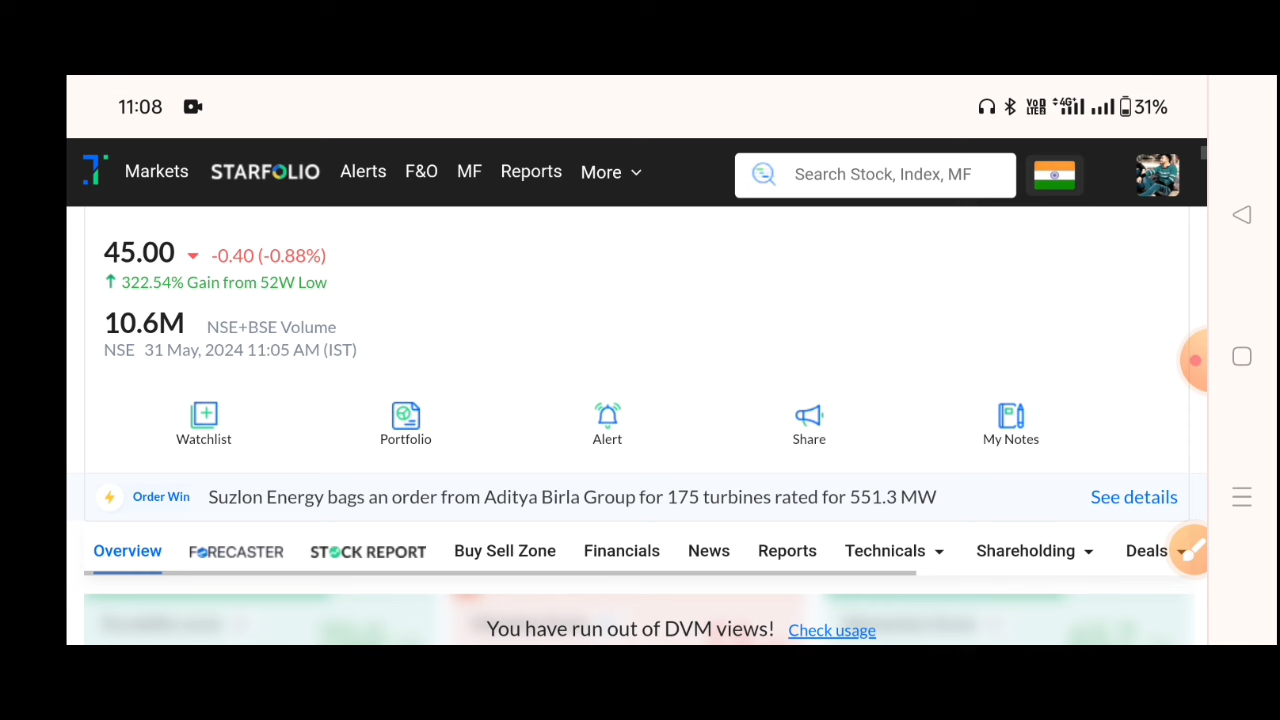 11:08 VoD LTEB 4G+ 31%
Markets STARFOLIO Alerts F&O MF Reports More Search Stock, Index, MF
45.00 -0.40 (-0.88%)
322.54% Gain from 52W Low
10.6M NSE+BSE Volume
NSE 31 May, 2024 11:05 AM (IST)
Watchlist Portfolio Alert Share My Notes
Order Win Suzlon Energy bags an order from Aditya Birla Group for 175 turbines rated for 551.3 MW See details
Overview FORECASTER STOCK REPORT Buy Sell Zone Financials News Reports Technicals Shareholding Deals
You have run out of DVM views! Check usage